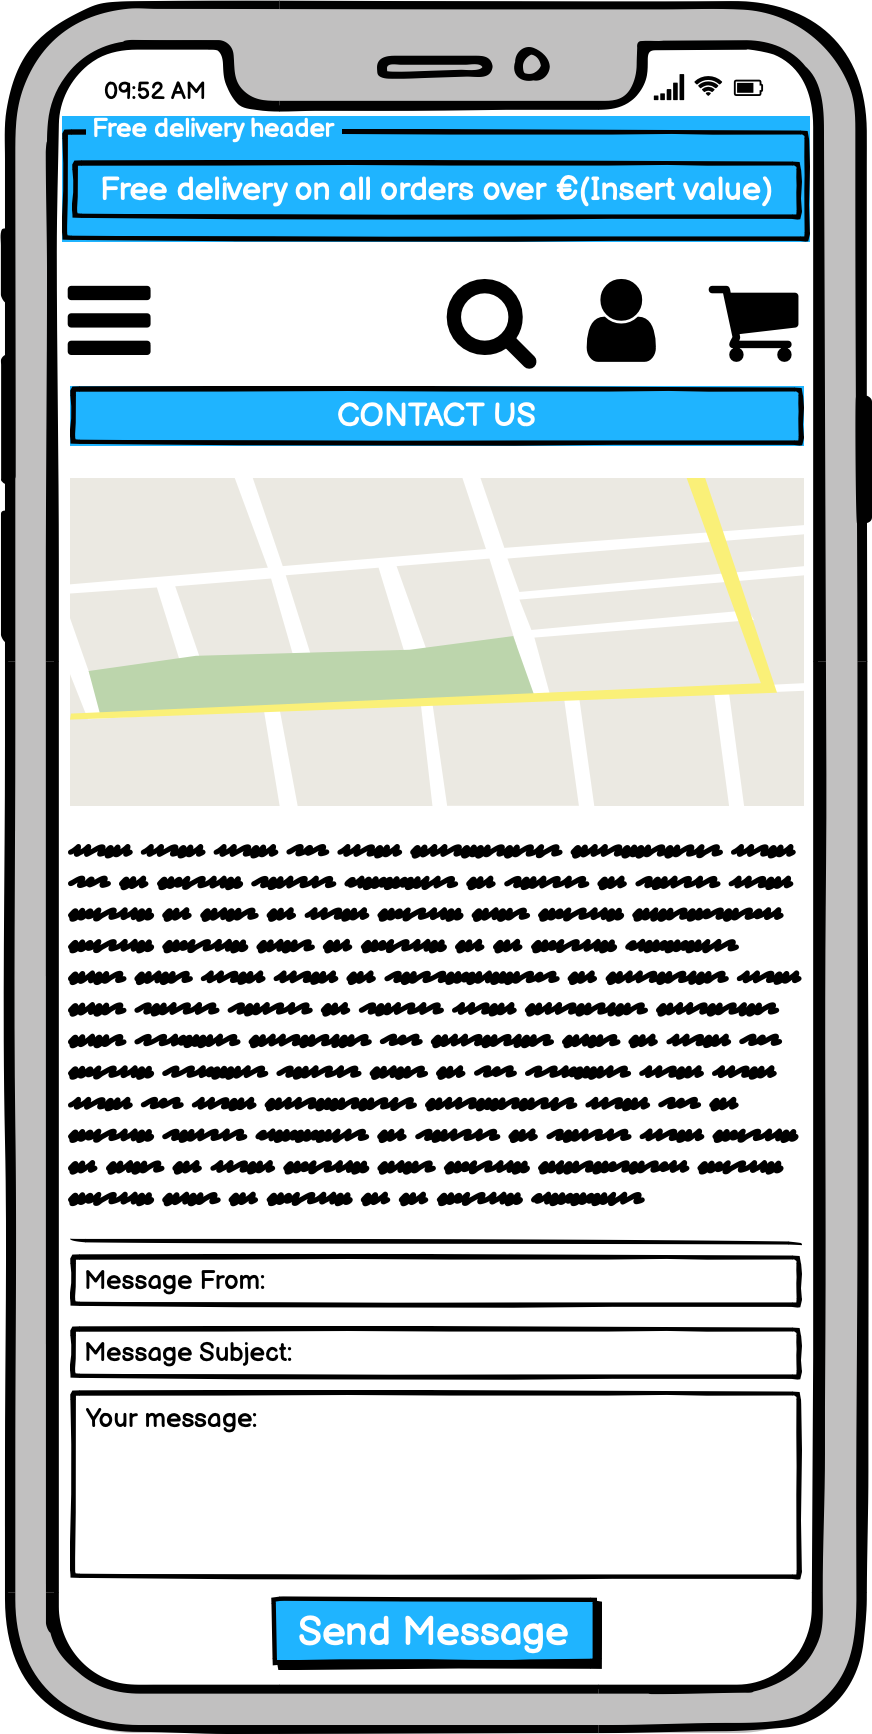 09:52 AM
Free delivery header
Free delivery on all orders over €(Insert value)
CONTACT US
Message From:
Message Subject:
Your message:
Send Message